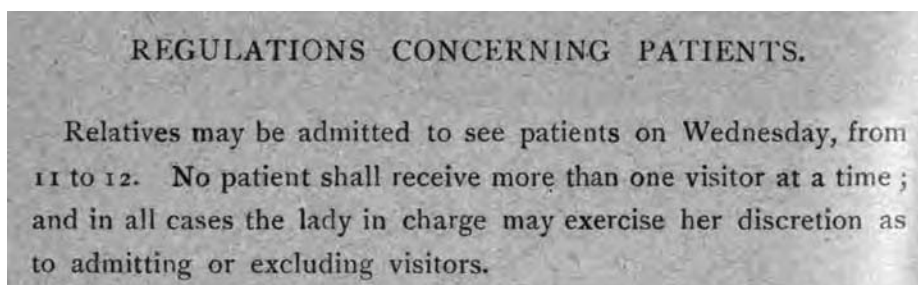 REGULATIONS CONCERNING PATIENTS.
Relatives may be admitted to see patients on Wednesday, from
11 to 12. No patient shall receive more than one visitor at a time ;
and in all cases the lady in charge may exercise her discretion as
to admitting or excluding visitors.